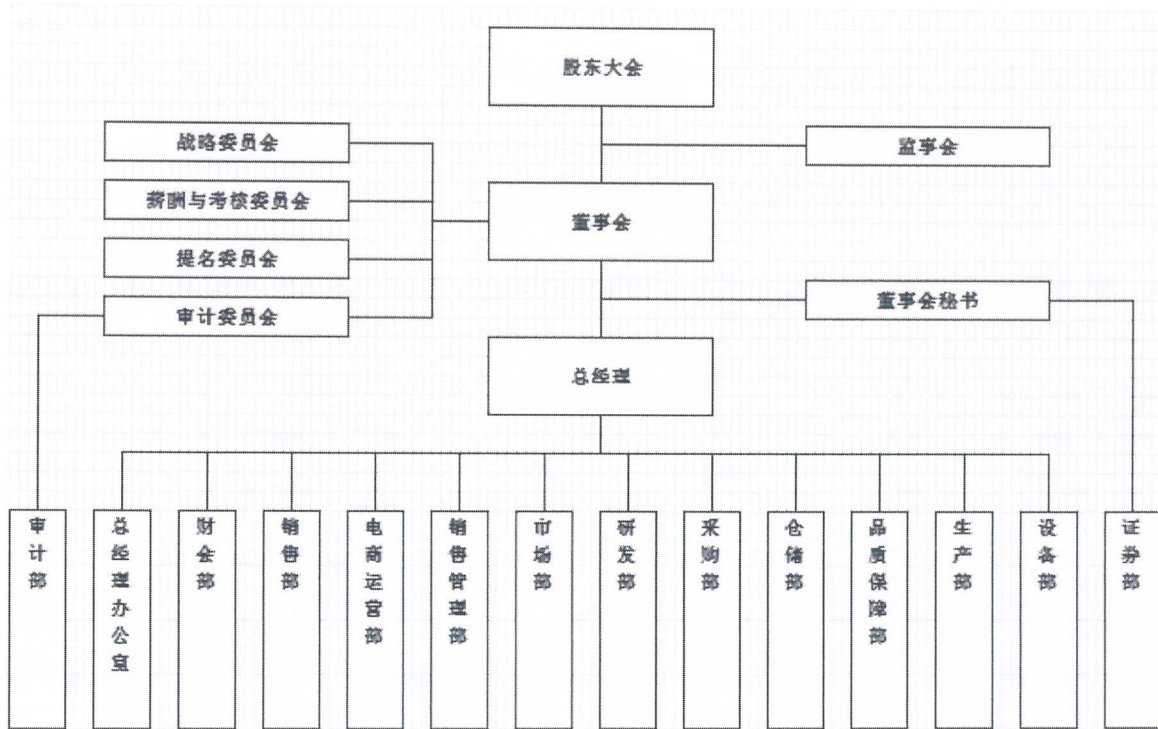 股东大会
战略委员会
监事会
薪酬与考核委员会
董事会
提名委员会
董事会秘书
审计委员会
总经理
审计部
总经理办公室
财会部
销售部
电商运营部
销售管理部
市场部
研发部
采购部
仓储部
品质保证部
生产部
设备部
证券部